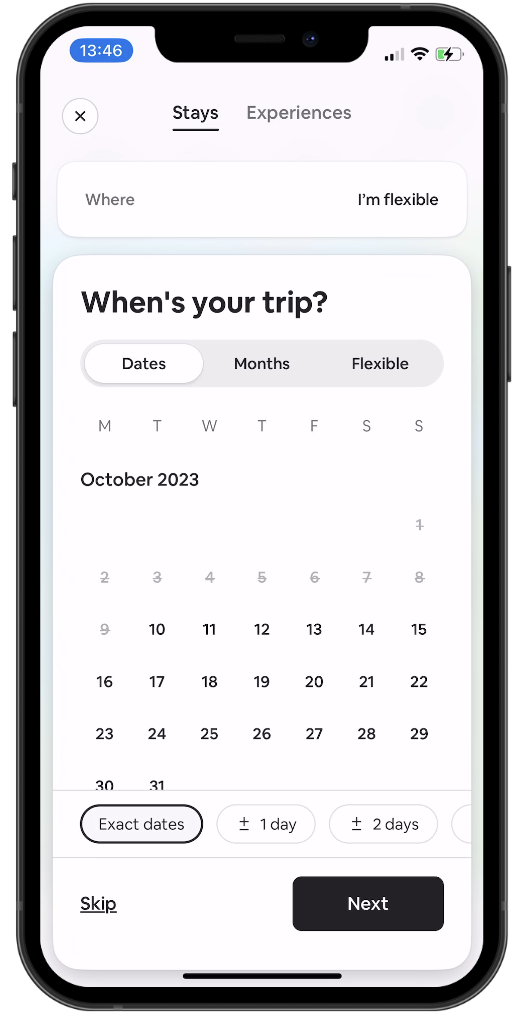 13:46
Stays Experiences
Where I'm flexible
When's your trip?
Dates Months Flexible
M T W T F S S
October 2023
1
2 3 4 5 6 7 8
9 10 11 12 13 14 15
16 17 18 19 20 21 22
23 24 25 26 27 28 29
30 31
Exact dates ± 1 day ± 2 days
Skip Next